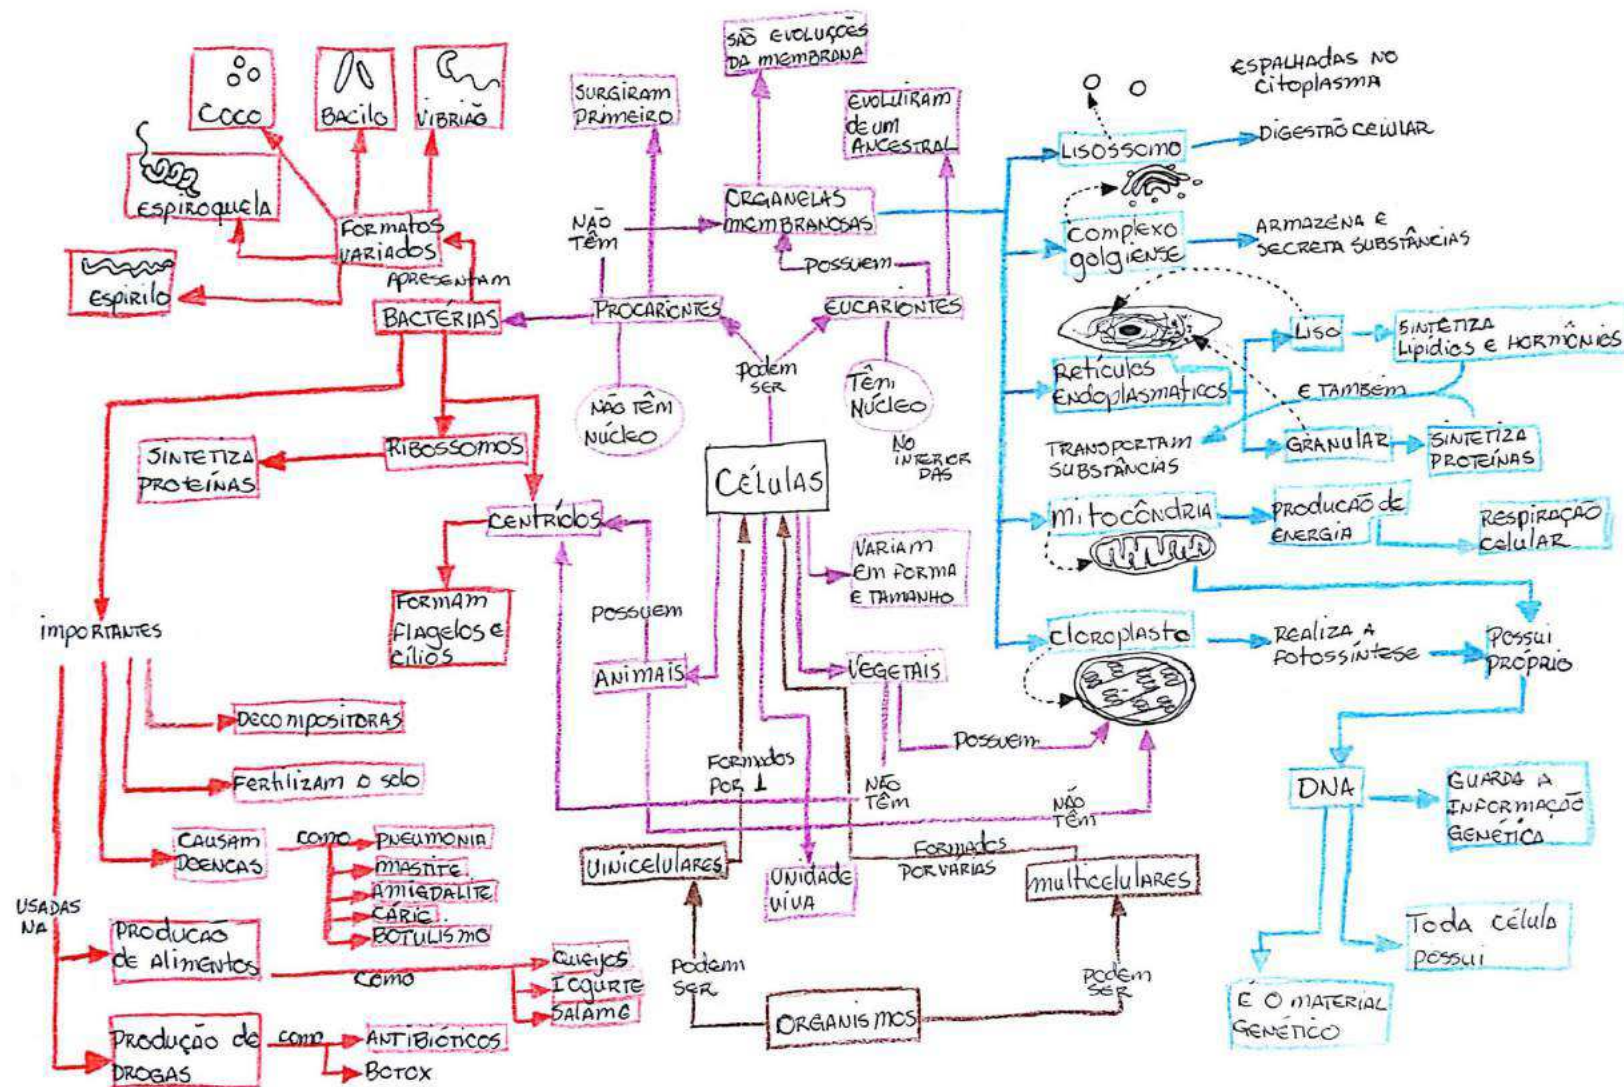 COCO
BACILO
VIBRIÃO
ESPIROQUELA
ESPIRILO
FORMATOS
VARIADOS
APRESENTAM
BACTÉRIAS
SURGIRAM
PRIMEIRO
SÃO EVOLUÇÕES
DA MEMBRANA
EVOLUIRAM
de um
ANCESTRAL
NÃO
TÊM
ORGANELAS
MEMBRANOSAS
POSSUEM
PROCARIONTES
EUCARIONTES
NÃO TÊM
NÚCLEO
PODEM
SER
TÊM
NÚCLEO
NO
INTERIOR
DAS
CÉLULAS
ESPALHADAS NO
CITOPLASMA
LISOSSOMO
DIGESTÃO CELULAR
COMPLEXO
golgiense
ARMAZENA E
SECRETA SUBSTÂNCIAS
RETÍCULOS
ENDOPLASMÁTICOS
LISO
SINTETIZA
Lipídios E HORMÔNIOS
E TAMBÉM
TRANSPORTAM
SUBSTÂNCIAS
GRANULAR
SINTETIZA
PROTEÍNAS
MITOCÔNDRIA
PRODUCÃO DE
ENERGIA
RESPIRAÇÃO
CELULAR
CLOROPLASTO
REALIZA A
FOTOSSÍNTESE
POSSUI
PRÓPRIO
DNA
GUARDA A
INFORMAÇÃO
GENÉTICA
TODA CÉLULA
POSSUI
É O MATERIAL
GENÉTICO
RIBOSSOMOS
SINTETIZA
PROTEÍNAS
CENTRÍOLOS
FORMAM
FLAGELOS E
CÍLIOS
POSSUEM
ANIMAIS
VARIAM
EM FORMA
E TAMANHO
VEGETAIS
POSSUEM
NÃO
TÊM
NÃO
TÊM
FORMADOS
POR 1
UNICELULARES
UNIDADE
VIVA
FORMADOS
POR VÁRIAS
MULTICELULARES
PODEM
SER
PODEM
SER
ORGANISMOS
IMPORTANTES
DECOMPOSITORAS
FERTILIZAM O SOLO
CAUSAM
DOENCAS
COMO
PNEUMONIA
MASTITE
AMIGDALITE
CÁRIE
BOTULISMO
USADAS
NA
PRODUCÃO
DE ALIMENTOS
COMO
QUEIJOS
IOGURTE
SALAME
PRODUÇÃO DE
DROGAS
COMO
ANTIBIÓTICOS
BOTOX